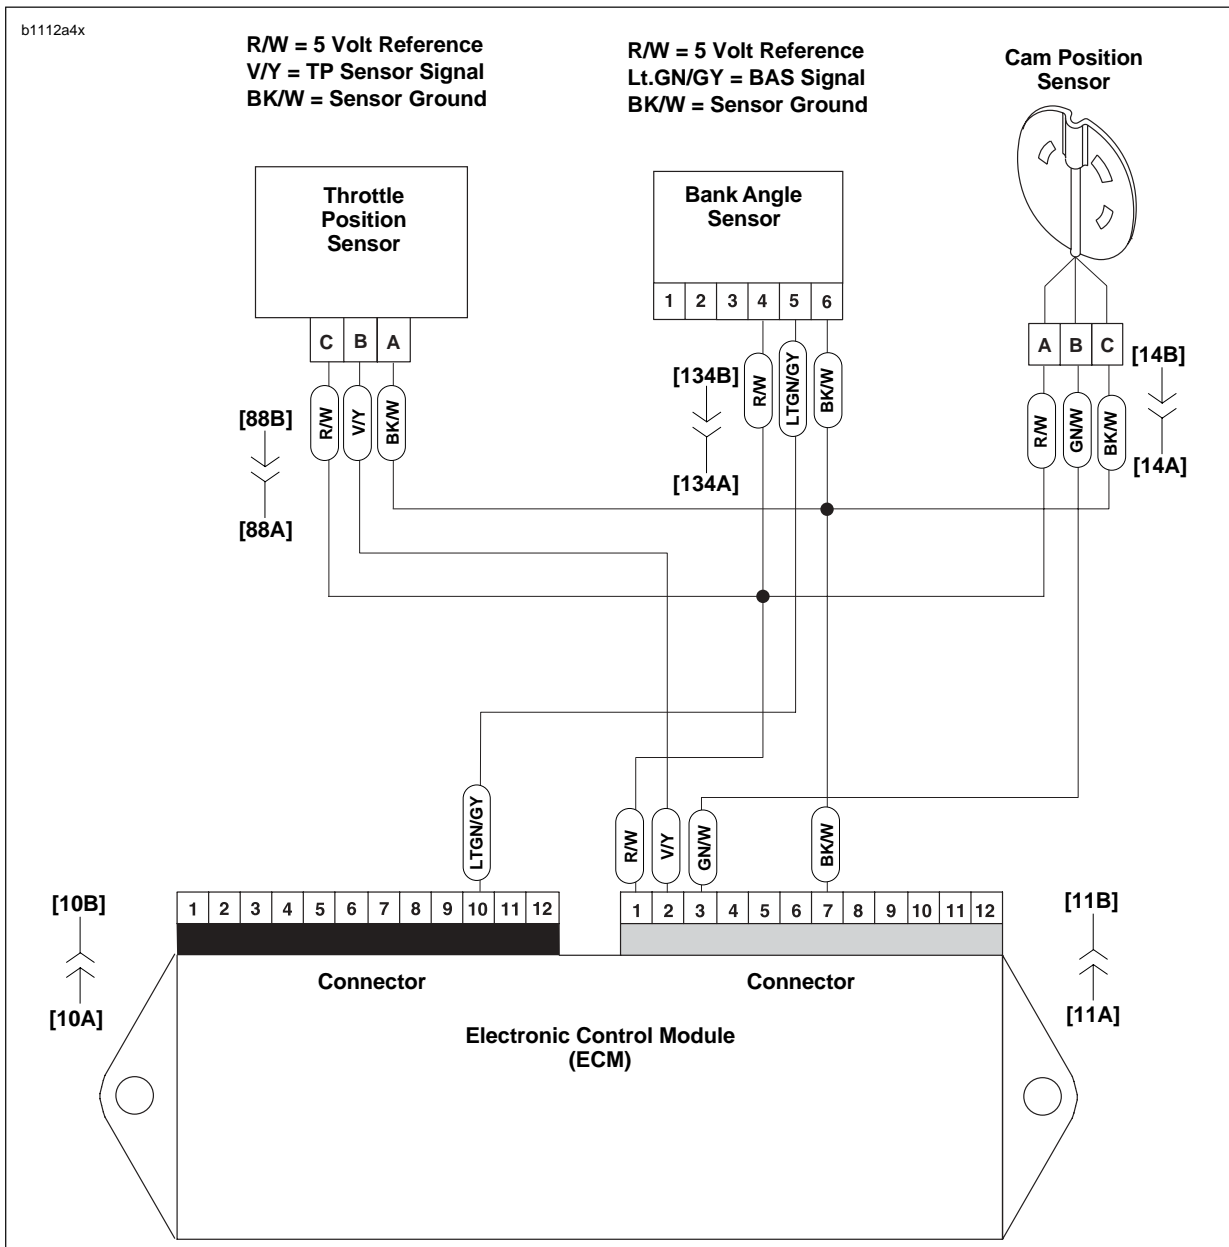 b1112a4x
R/W = 5 Volt Reference
V/Y = TP Sensor Signal
BK/W = Sensor Ground
R/W = 5 Volt Reference
Lt.GN/GY = BAS Signal
BK/W = Sensor Ground
Cam Position
Sensor
Throttle
Position
Sensor
C B A
Bank Angle
Sensor
1 2 3 4 5 6
A B C
[88B]
[88A]
R/W
V/Y
BK/W
[134B]
[134A]
R/W
LTGN/GY
BK/W
R/W
GN/W
BK/W
[14B]
[14A]
LTGN/GY
R/W
V/Y
GN/W
BK/W
[10B]
[10A]
1 2 3 4 5 6 7 8 9 10 11 12
Connector
1 2 3 4 5 6 7 8 9 10 11 12
Connector
[11B]
[11A]
Electronic Control Module
(ECM)